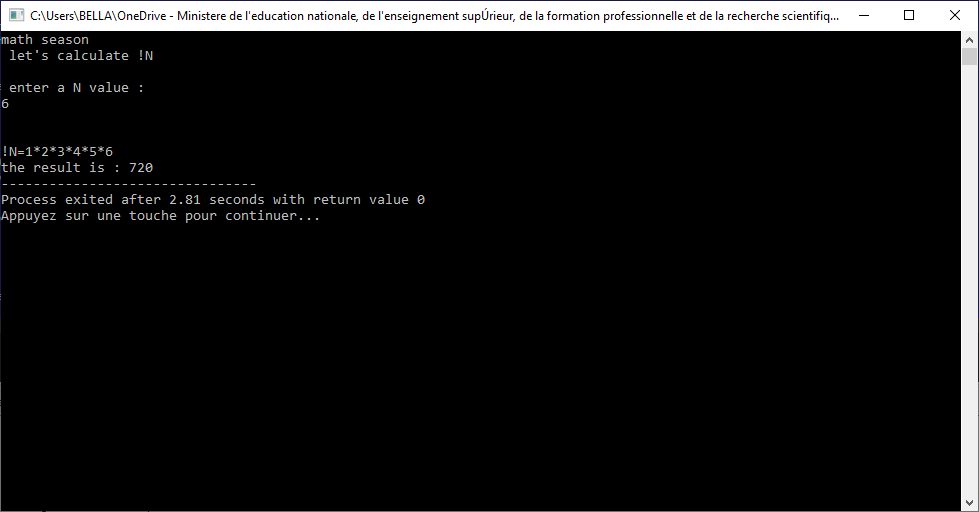 C:\Users\BELLA\OneDrive - Ministere de l'education nationale, de l'enseignement supÚrieur, de la formation professionnelle et de la recherche scientifiq...
math season
let's calculate !N
enter a N value :
6
!N=1*2*3*4*5*6
the result is : 720
--------------------------------
Process exited after 2.81 seconds with return value 0
Appuyez sur une touche pour continuer...